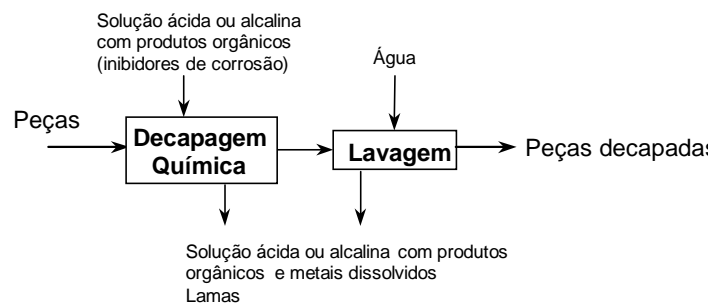 Solução ácida ou alcalina
com produtos orgânicos
(inibidores de corrosão)
Água
Peças
Decapagem
Química
Lavagem
Peças decapadas
Solução ácida ou alcalina com produtos
orgânicos e metais dissolvidos
Lamas